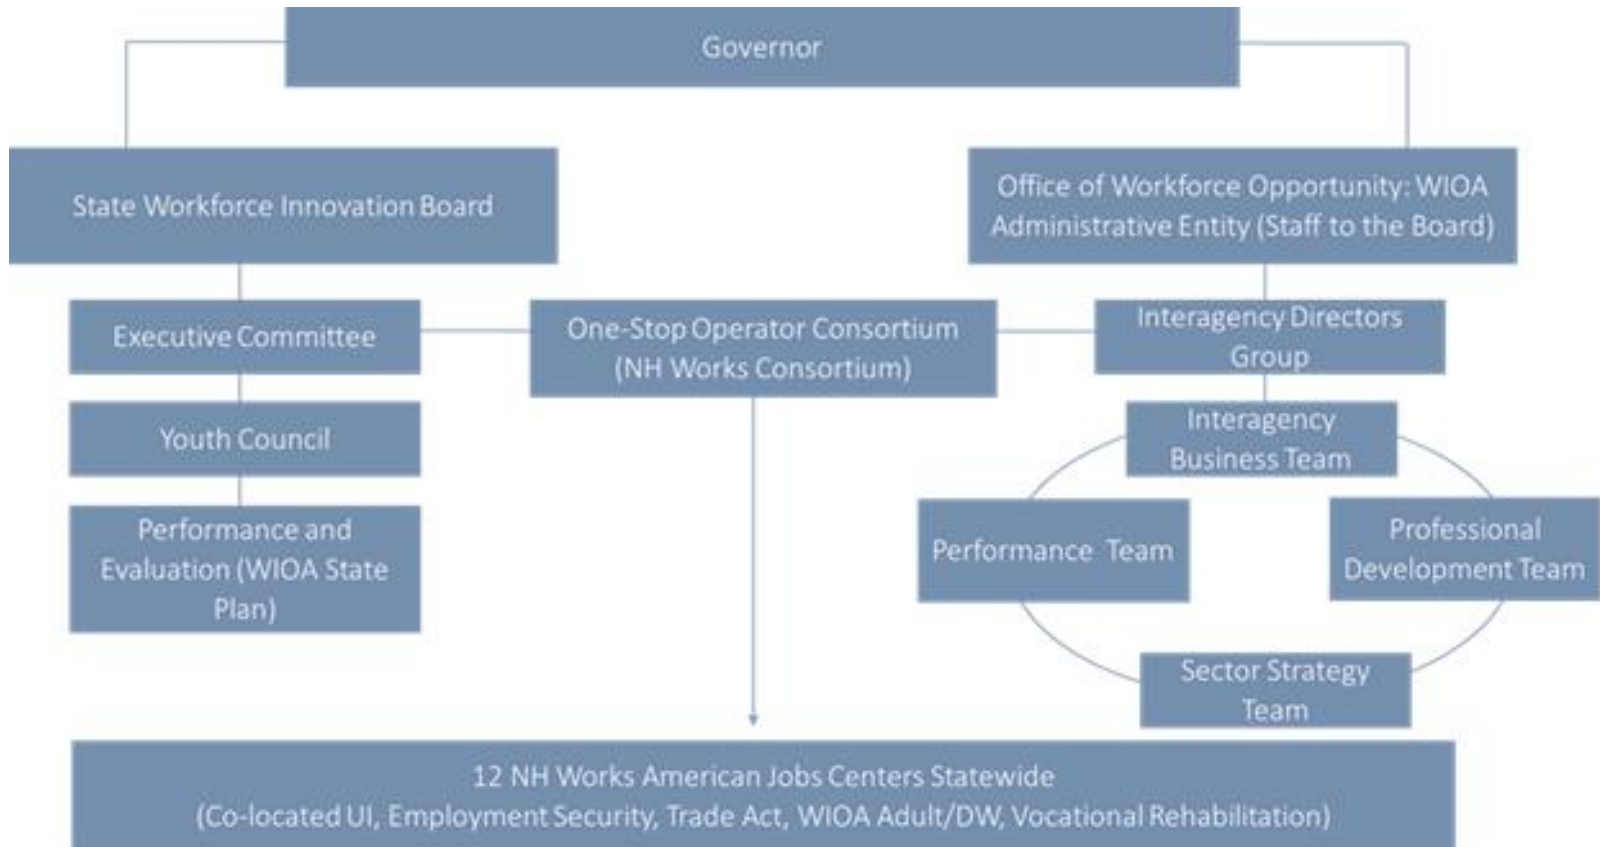 Governor
State Workforce Innovation Board
Office of Workforce Opportunity: WIOA
Administrative Entity (Staff to the Board)
Executive Committee
One-Stop Operator Consortium
(NH Works Consortium)
Interagency Directors
Group
Youth Council
Interagency
Business Team
Performance and
Evaluation (WIOA State
Plan)
Performance Team
Professional
Development Team
Sector Strategy
Team
12 NH Works American Jobs Centers Statewide
(Co-located UI, Employment Security, Trade Act, WIOA Adult/DW, Vocational Rehabilitation)